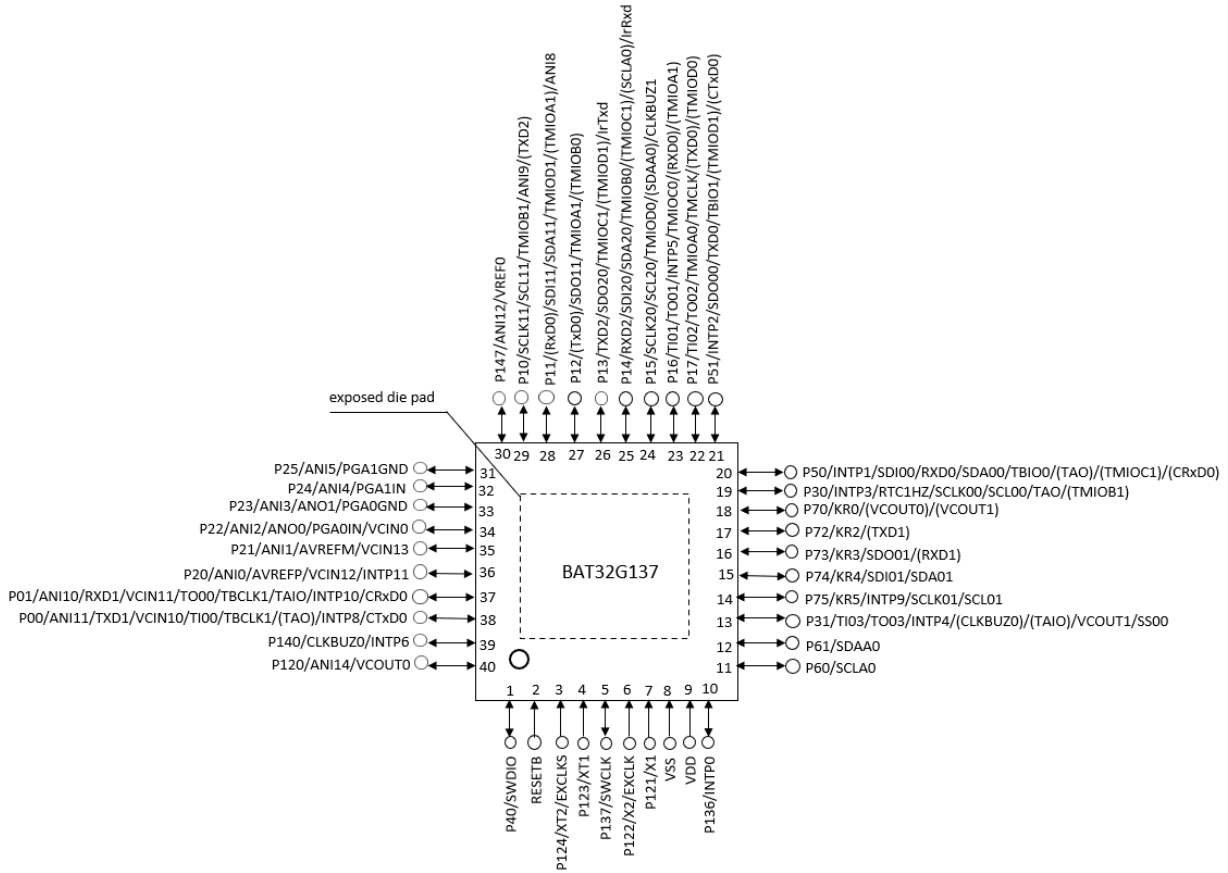 P147/ANI12/VREF0
P10/SCLK11/SCL11/TMIOB1/ANI9/(TXD2)
P11/(RxD0)/SDI11/SDA11/TMIOD1/(TMIOA1)/ANI8
P12/(TxD0)/SDO11/TMIOA1/(TMIOB0)
P13/TXD2/SDO20/TMIOC1/(TMIOD1)/IrTxd
P14/RXD2/SDI20/SDA20/TMIOB0/(TMIOC1)/(SCLA0)/IrRxd
P15/SCLK20/SCL20/TMIOD0/(SDAA0)/CLKBUZ1
P16/TI01/TO01/INTP5/TMIOC0/(RXD0)/(TMIOA1)
P17/TI02/TO02/TMIOA0/TMCLK/(TXD0)/(TMIOD0)
P51/INTP2/SDO00/TXD0/TBIO1/(TMIOD1)/(CTxD0)
exposed die pad
30 29 28 27 26 25 24 23 22 21
P25/ANI5/PGA1GND 31
P24/ANI4/PGA1IN 32
P23/ANI3/ANO1/PGA0GND 33
P22/ANI2/ANO0/PGA0IN/VCIN0 34
P21/ANI1/AVREFM/VCIN13 35
P20/ANI0/AVREFP/VCIN12/INTP11 36
P01/ANI10/RXD1/VCIN11/TO00/TBCLK1/TAIO/INTP10/CRxD0 37
P00/ANI11/TXD1/VCIN10/TI00/TBCLK1/(TAO)/INTP8/CTxD0 38
P140/CLKBUZ0/INTP6 39
P120/ANI14/VCOUT0 40
BAT32G137
20 P50/INTP1/SDI00/RXD0/SDA00/TBIO0/(TAO)/(TMIOC1)/(CRxD0)
19 P30/INTP3/RTC1HZ/SCLK00/SCL00/TAO/(TMIOB1)
18 P70/KR0/(VCOUT0)/(VCOUT1)
17 P72/KR2/(TXD1)
16 P73/KR3/SDO01/(RXD1)
15 P74/KR4/SDI01/SDA01
14 P75/KR5/INTP9/SCLK01/SCL01
13 P31/TI03/TO03/INTP4/(CLKBUZ0)/(TAIO)/VCOUT1/SS00
12 P61/SDAA0
11 P60/SCLA0
1 2 3 4 5 6 7 8 9 10
P40/SWDIO
RESETB
P124/XT2/EXCLKS
P123/XT1
P137/SWCLK
P122/X2/EXCLK
P121/X1
VSS
VDD
P136/INTP0